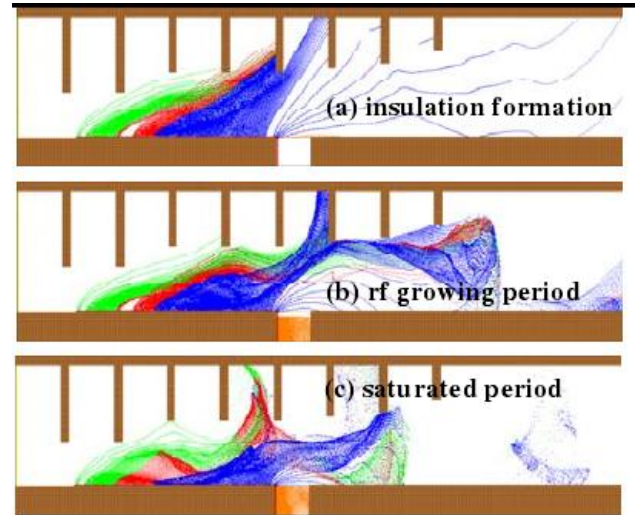 (a) insulation formation
(b) rf growing period
(c) saturated period